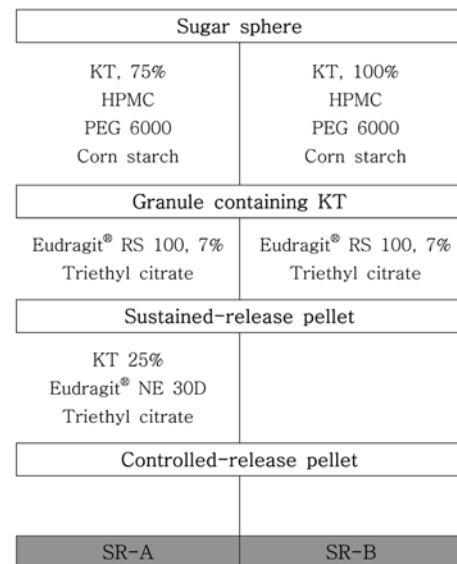 Sugar sphere
KT, 75%
HPMC
PEG 6000
Corn starch
KT, 100%
HPMC
PEG 6000
Corn starch
Granule containing KT
Eudragit® RS 100, 7%
Triethyl citrate
Eudragit® RS 100, 7%
Triethyl citrate
Sustained-release pellet
KT 25%
Eudragit® NE 30D
Triethyl citrate
Controlled-release pellet
SR-A
SR-B